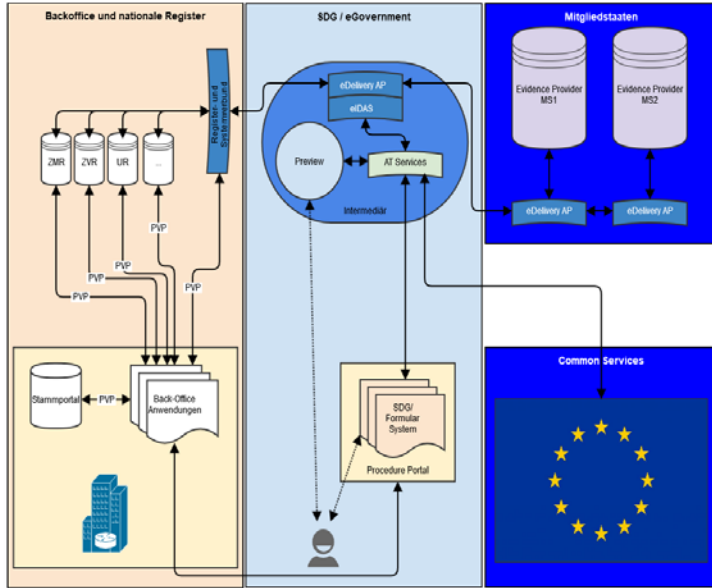 Backoffice und nationale Register
SDG / eGovernment
Mitgliedstaaten
Register- und
Systemverbund
eDelivery AP
eIDAS
Evidence Provider
MS1
Evidence Provider
MS2
ZMR
ZVR
UR
...
Preview
AT Services
Intermediär
eDelivery AP
eDelivery AP
PVP
PVP
PVP
PVP
PVP
Common Services
Stammportal
PVP
Back-Office
Anwendungen
SDG/
Formular
System
Procedure Portal